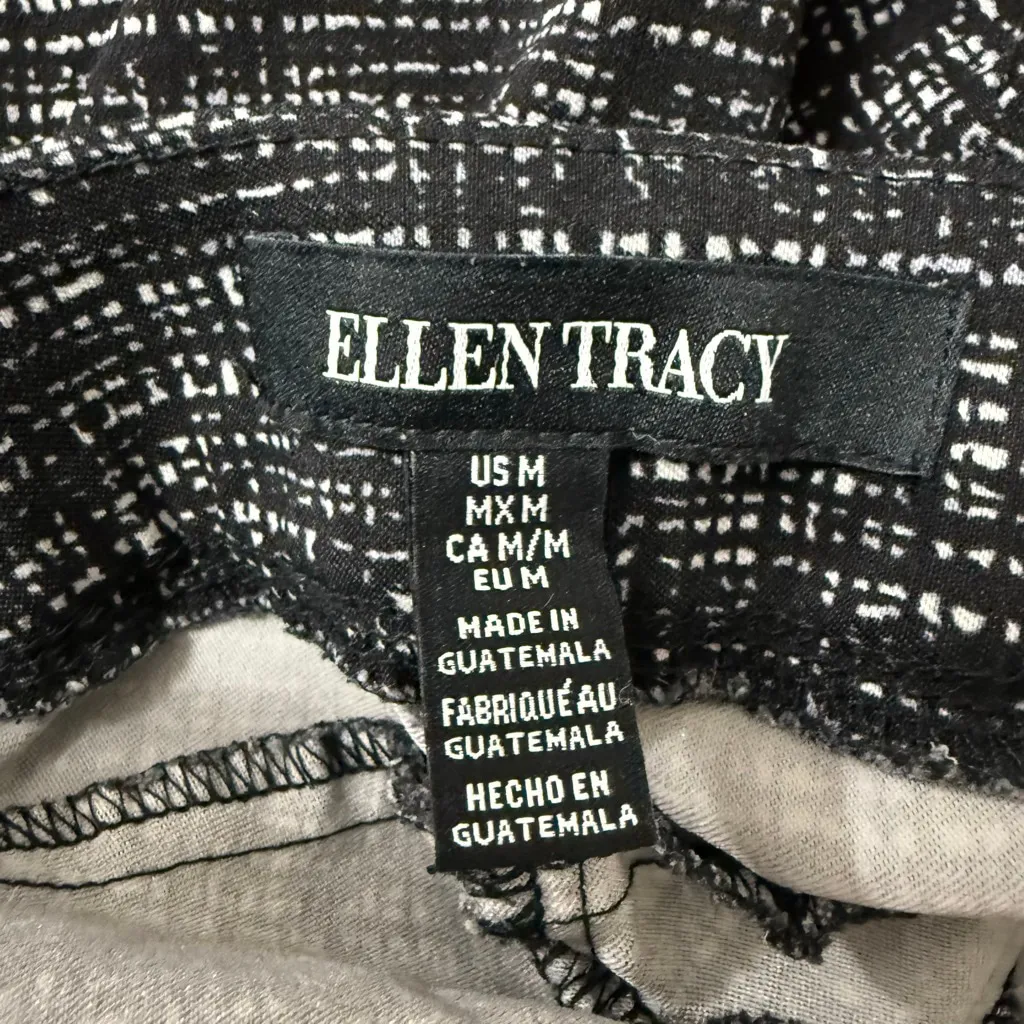 ELLEN TRACY
US M
MX M
CA M/M
EU M
MADE IN
GUATEMALA
FABRIQUÉ AU
GUATEMALA
HECHO EN
GUATEMALA